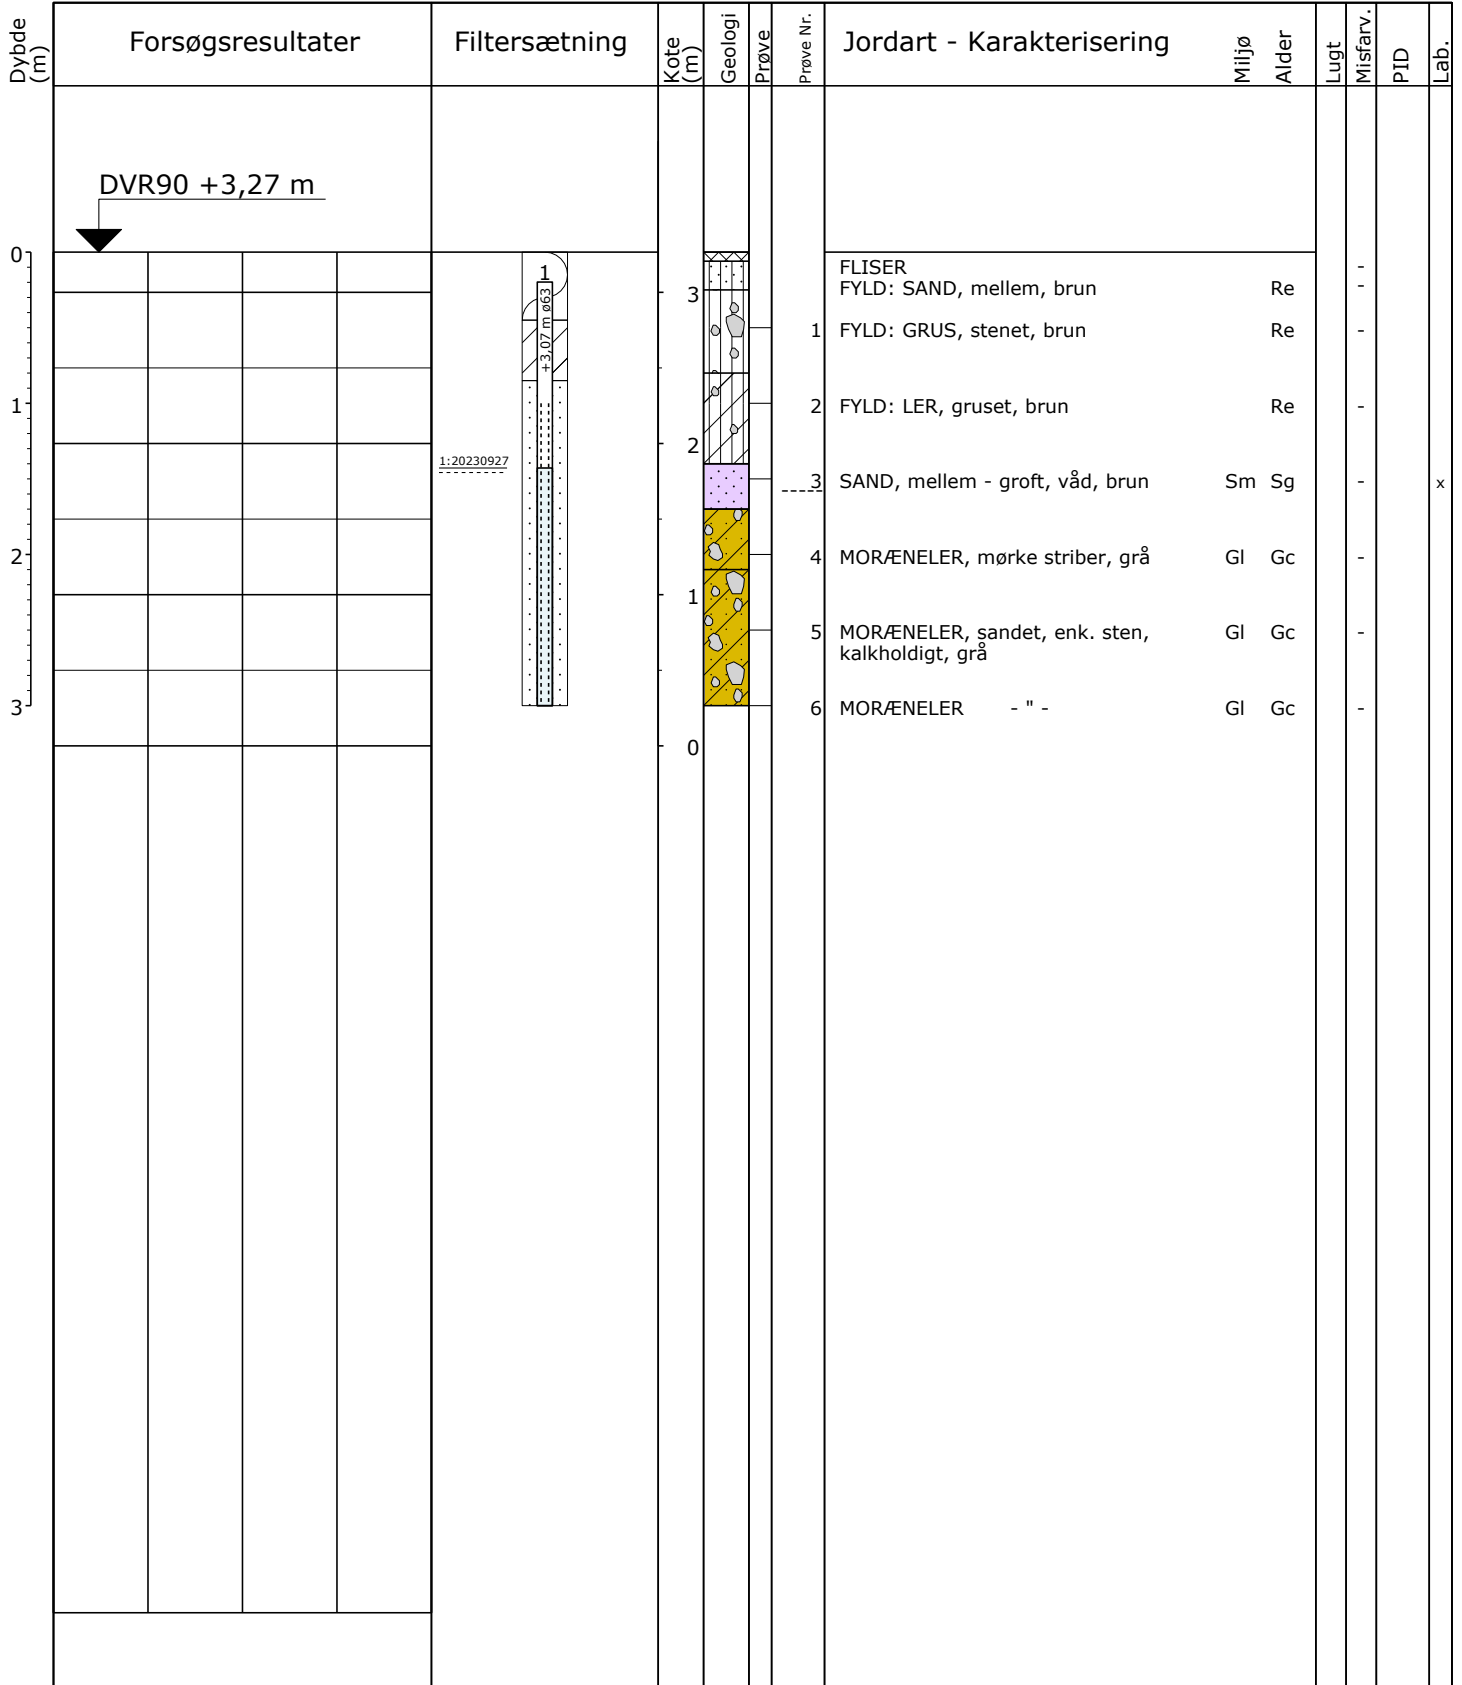 Dybde
(m)
Forsøgsresultater
Filtersætning
Kote
(m)
Geologi
Prøve
Prøve Nr.
Jordart - Karakterisering
Miljø
Alder
Lugt
Misfarv.
PID
Lab.
DVR90 +3,27 m
0
1
+3,07 m ø63
FLISER -
FYLD: SAND, mellem, brun Re -
3
1 FYLD: GRUS, stenet, brun Re -
1
2 FYLD: LER, gruset, brun Re -
2
1:20230927
3 SAND, mellem - groft, våd, brun Sm Sg - x
2
4 MORÆNELER, mørke striber, grå Gl Gc -
1
5 MORÆNELER, sandet, enk. sten, Gl Gc -
kalkholdigt, grå
3
6 MORÆNELER - " - Gl Gc -
0